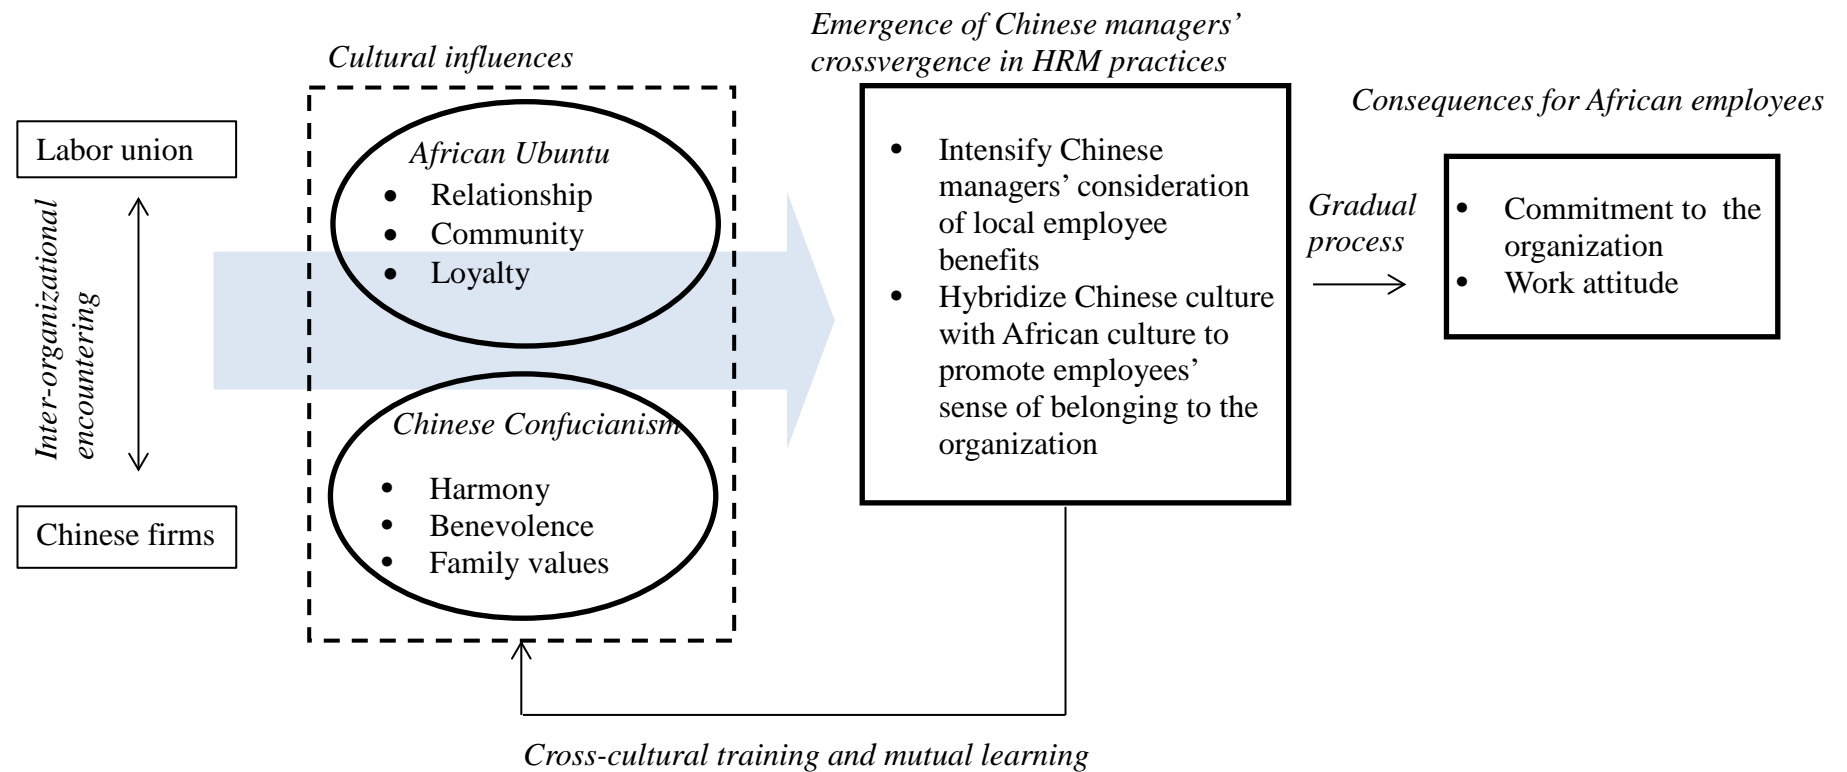 Emergence of Chinese managers’
crossvergence in HRM practices
Cultural influences
Consequences for African employees
Labor union
Inter-organizational
encountering
Chinese firms
African Ubuntu
• Relationship
• Community
• Loyalty
Chinese Confucianism
• Harmony
• Benevolence
• Family values
• Intensify Chinese
managers’ consideration
of local employee
benefits
• Hybridize Chinese culture
with African culture to
promote employees’
sense of belonging to the
organization
Gradual
process
• Commitment to the
organization
• Work attitude
Cross-cultural training and mutual learning